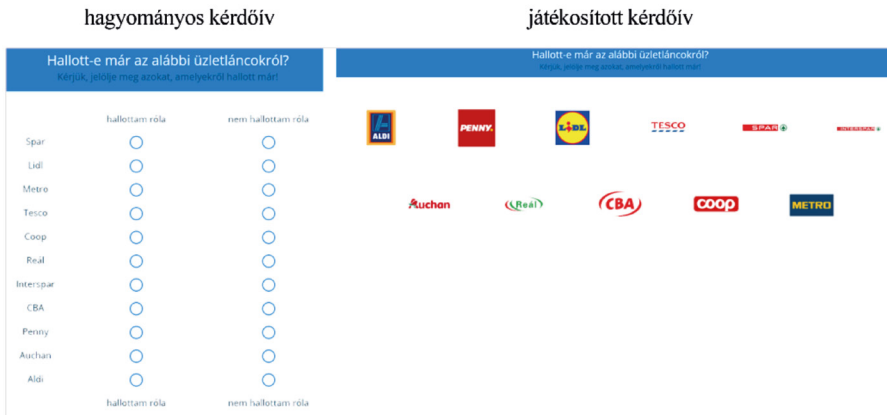 hagyományos kérdőív
játékosított kérdőív
Hallott-e már az alábbi üzletláncokról?
Kérjük, jelölje meg azokat, amelyekről hallott már!
hallottam róla nem hallottam róla
Spar
Lidl
Metro
Tesco
Coop
Reál
Interspar
CBA
Penny
Auchan
Aldi
hallottam róla nem hallottam róla
Hallott-e már az alábbi üzletláncokról?
Kérjük, jelölje meg azokat, amelyekről hallott már!
ALDI PENNY. LIDL TESCO SPAR INTERSPAR
Auchan Reál CBA coop METRO